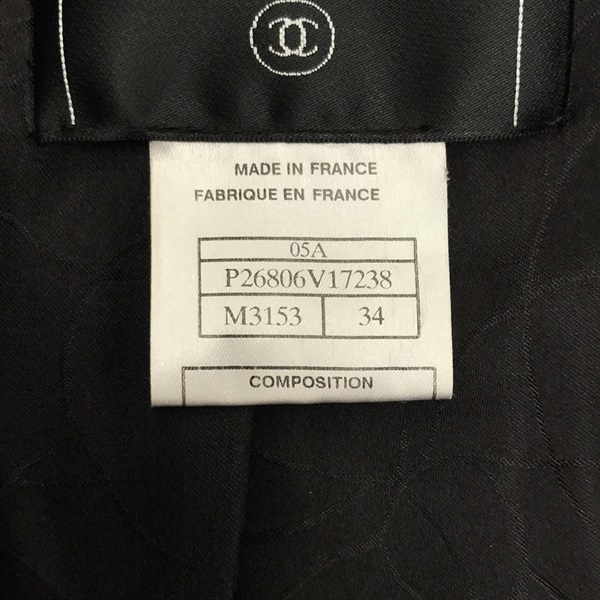 MADE IN FRANCE
FABRIQUE EN FRANCE
05A
P26806V17238
M3153 34
COMPOSITION